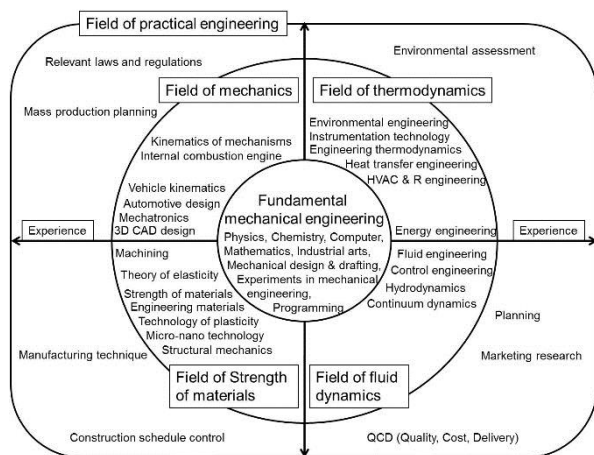 Field of practical engineering
Relevant laws and regulations
Environmental assessment
Field of mechanics
Field of thermodynamics
Mass production planning
Kinematics of mechanisms
Internal combustion engine
Vehicle kinematics
Automotive design
Mechatronics
3D CAD design
Environmental engineering
Instrumentation technology
Engineering thermodynamics
Heat transfer engineering
HVAC & R engineering
Energy engineering
Fundamental
mechanical engineering
Physics, Chemistry, Computer,
Mathematics, Industrial arts,
Mechanical design & drafting,
Experiments in mechanical
engineering,
Programming
Experience
Experience
Machining
Theory of elasticity
Strength of materials
Engineering materials
Technology of plasticity
Micro-nano technology
Structural mechanics
Fluid engineering
Control engineering
Hydrodynamics
Continuum dynamics
Planning
Manufacturing technique
Marketing research
Field of Strength
of materials
Field of fluid
dynamics
Construction schedule control
QCD (Quality, Cost, Delivery)